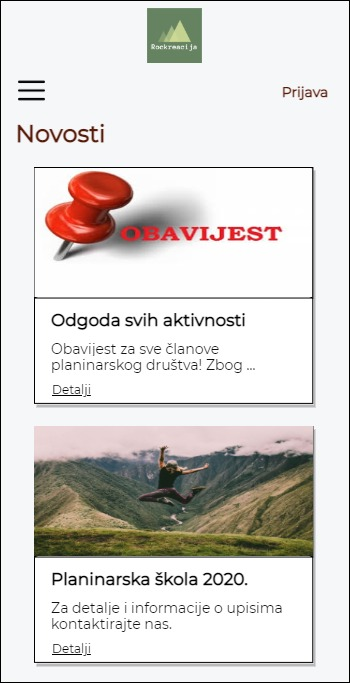 Rockreacija
Prijava
Novosti
OBAVIJEST
Odgoda svih aktivnosti
Obavijest za sve članove
planinarskog društva! Zbog ...
Detalji
Planinarska škola 2020.
Za detalje i informacije o upisima
kontaktirajte nas.
Detalji